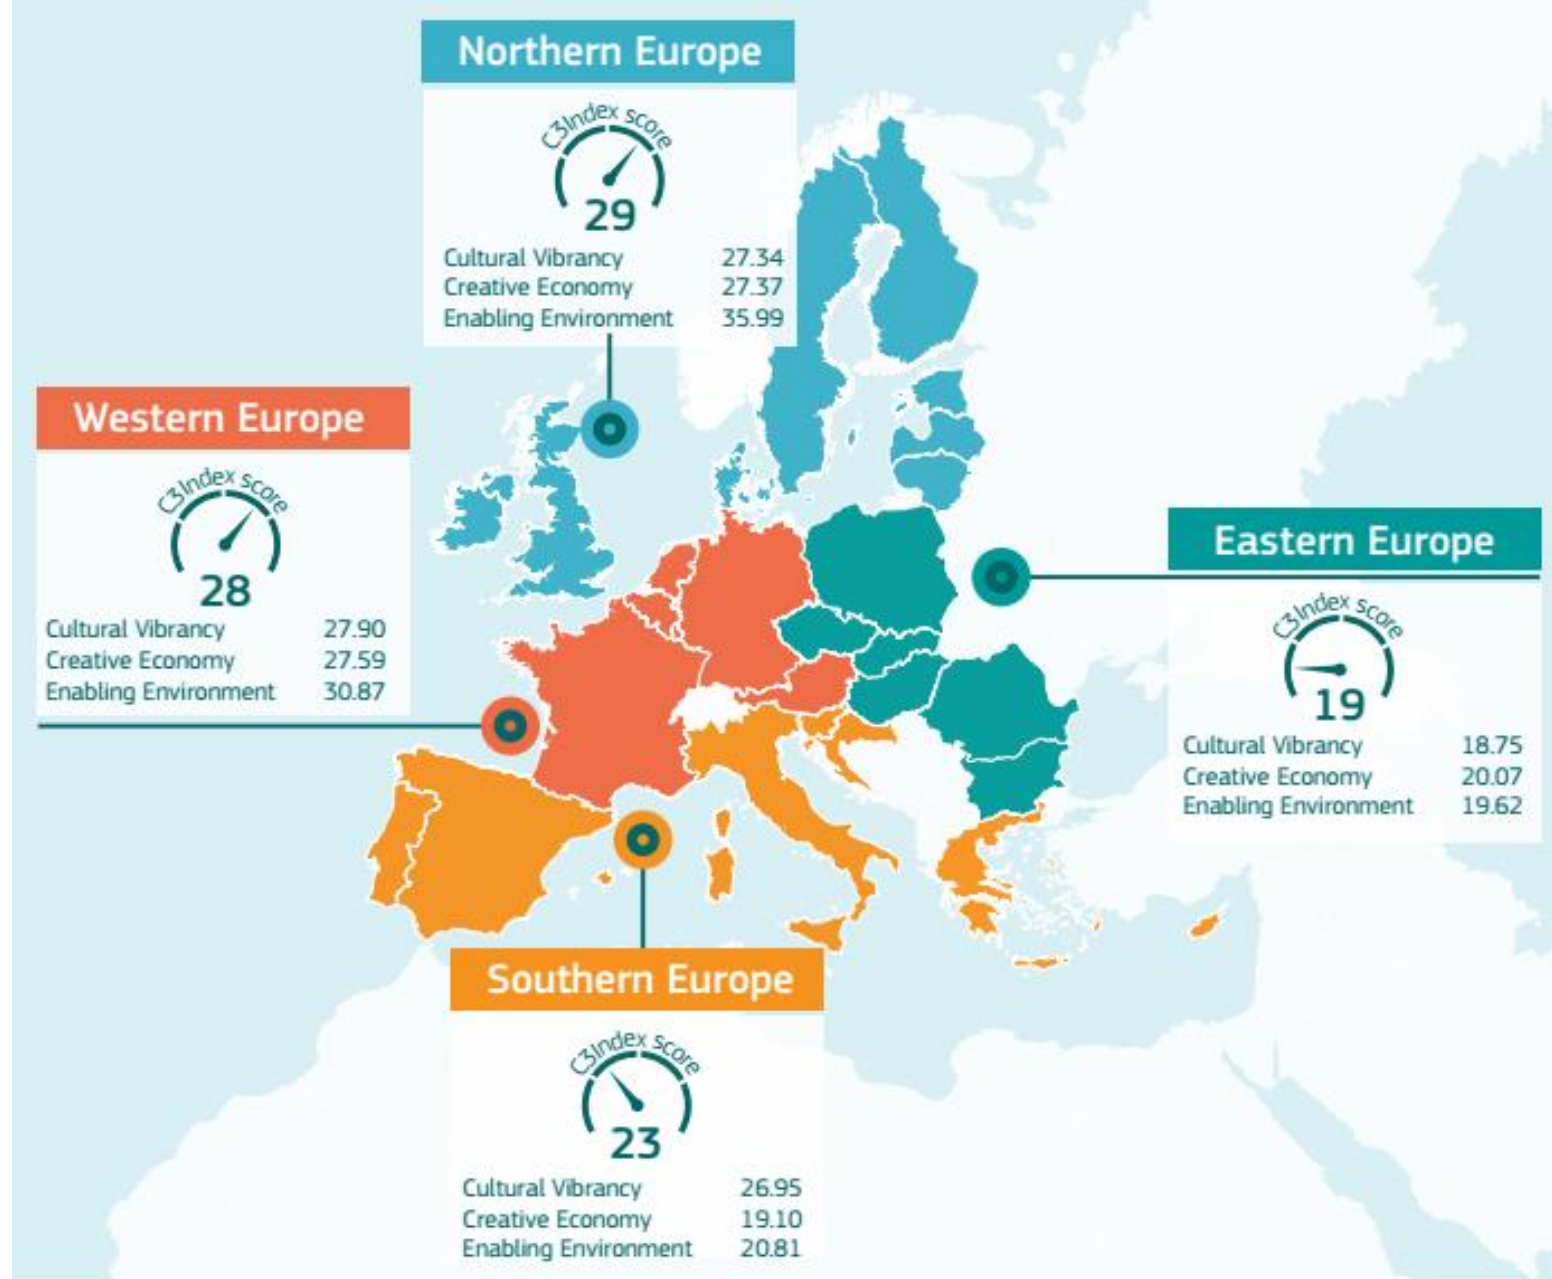 Northern Europe
C3Index score
29
Cultural Vibrancy 27.34
Creative Economy 27.37
Enabling Environment 35.99
Western Europe
C3Index score
28
Cultural Vibrancy 27.90
Creative Economy 27.59
Enabling Environment 30.87
Eastern Europe
C3Index score
19
Cultural Vibrancy 18.75
Creative Economy 20.07
Enabling Environment 19.62
Southern Europe
C3Index score
23
Cultural Vibrancy 26.95
Creative Economy 19.10
Enabling Environment 20.81